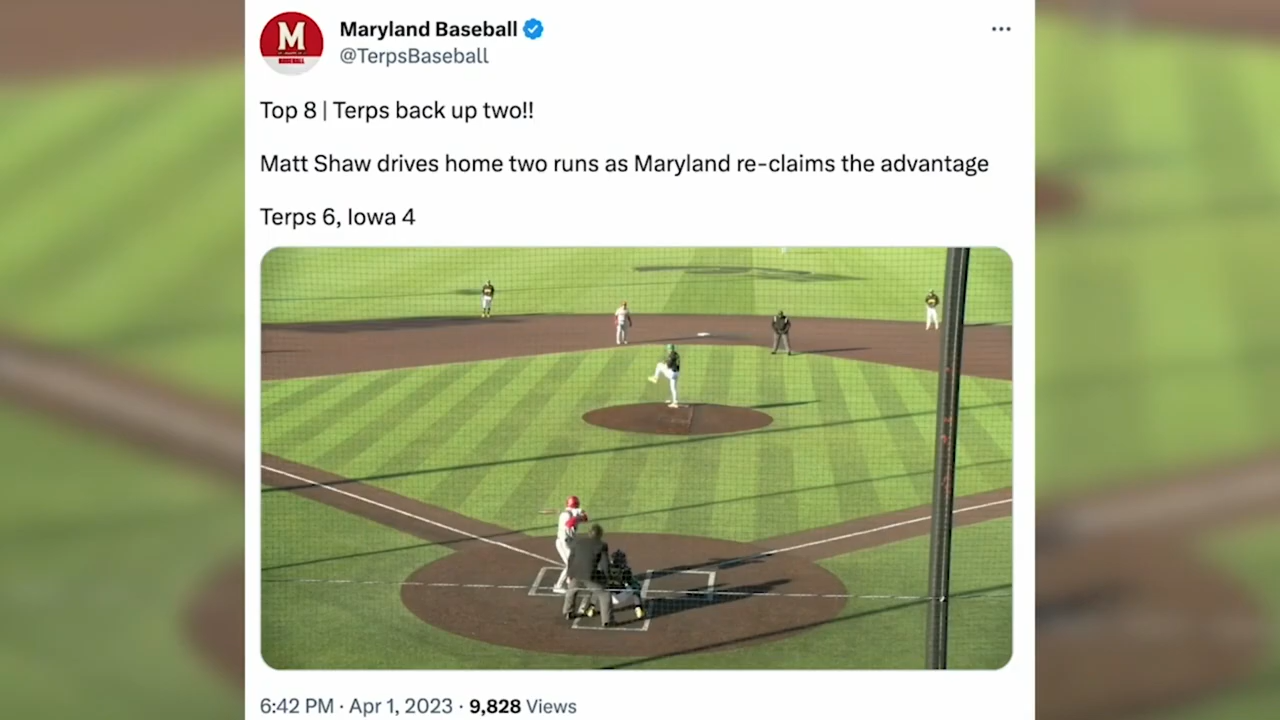 M
BASEBALL
Maryland Baseball
@TerpsBaseball
Top 8 | Terps back up two!!
Matt Shaw drives home two runs as Maryland re-claims the advantage
Terps 6, Iowa 4
6:42 PM · Apr 1, 2023 · 9,828 Views